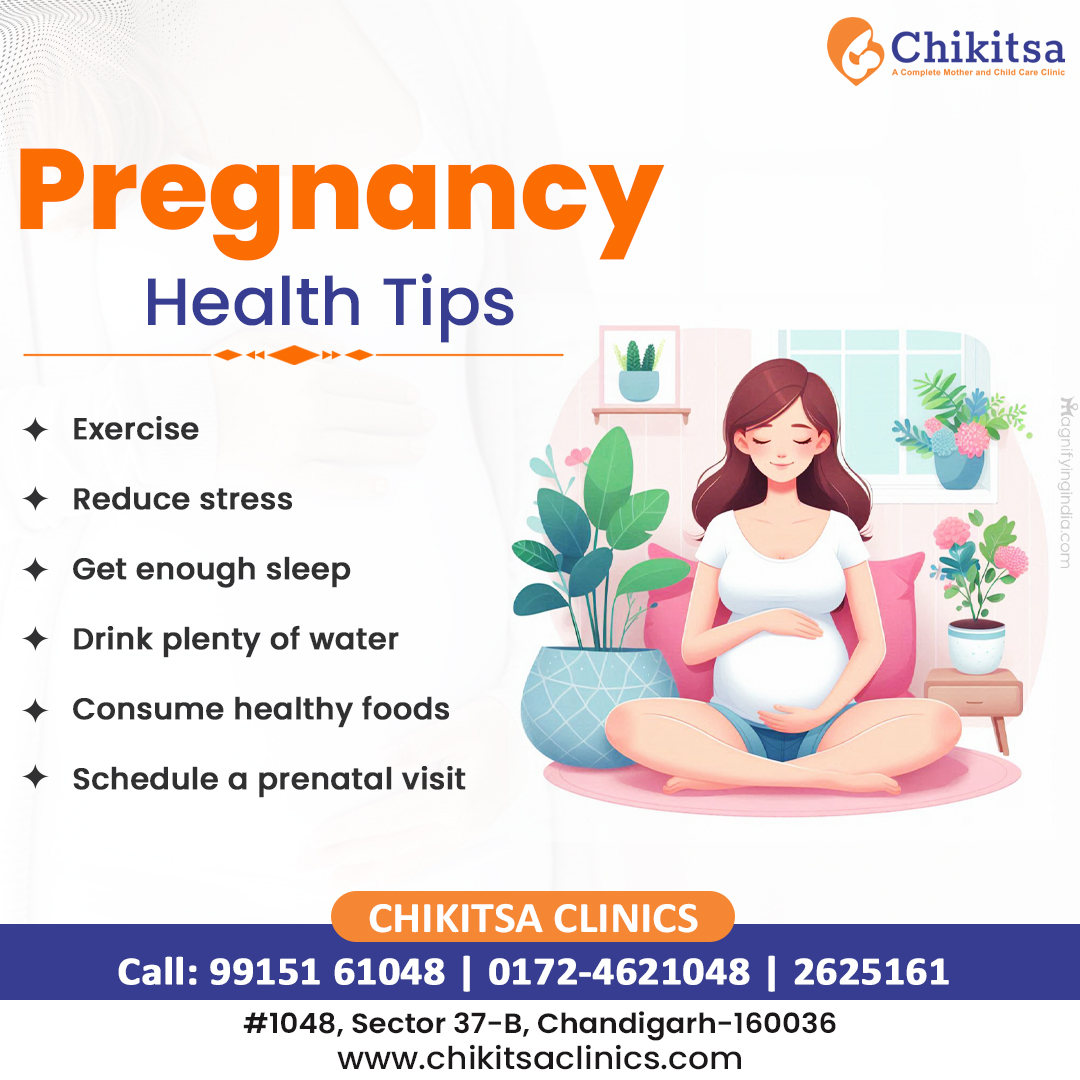 Chikitsa
A Complete Mother and Child Care Clinic
Pregnancy
Health Tips
Exercise
Reduce stress
Get enough sleep
Drink plenty of water
Consume healthy foods
Schedule a prenatal visit
Magnifyingindia.com
CHIKITSA CLINICS
Call: 99151 61048 | 0172-4621048 | 2625161
#1048, Sector 37-B, Chandigarh-160036
www.chikitsaclinics.com